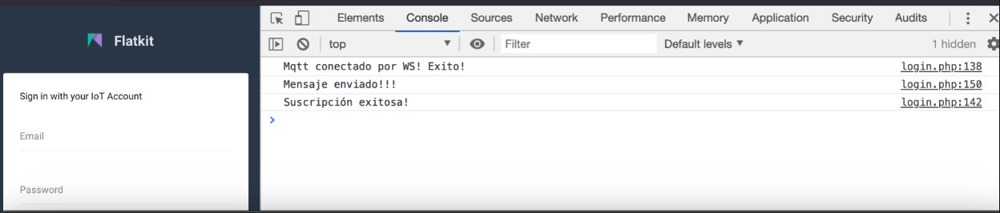 Flatkit
Sign in with your IoT Account
Email
Password
Elements Console Sources Network Performance Memory Application Security Audits
top Filter Default levels 1 hidden
Mqtt conectado por WS! Exito! login.php:138
Mensaje enviado!!! login.php:150
Suscripción exitosa! login.php:142